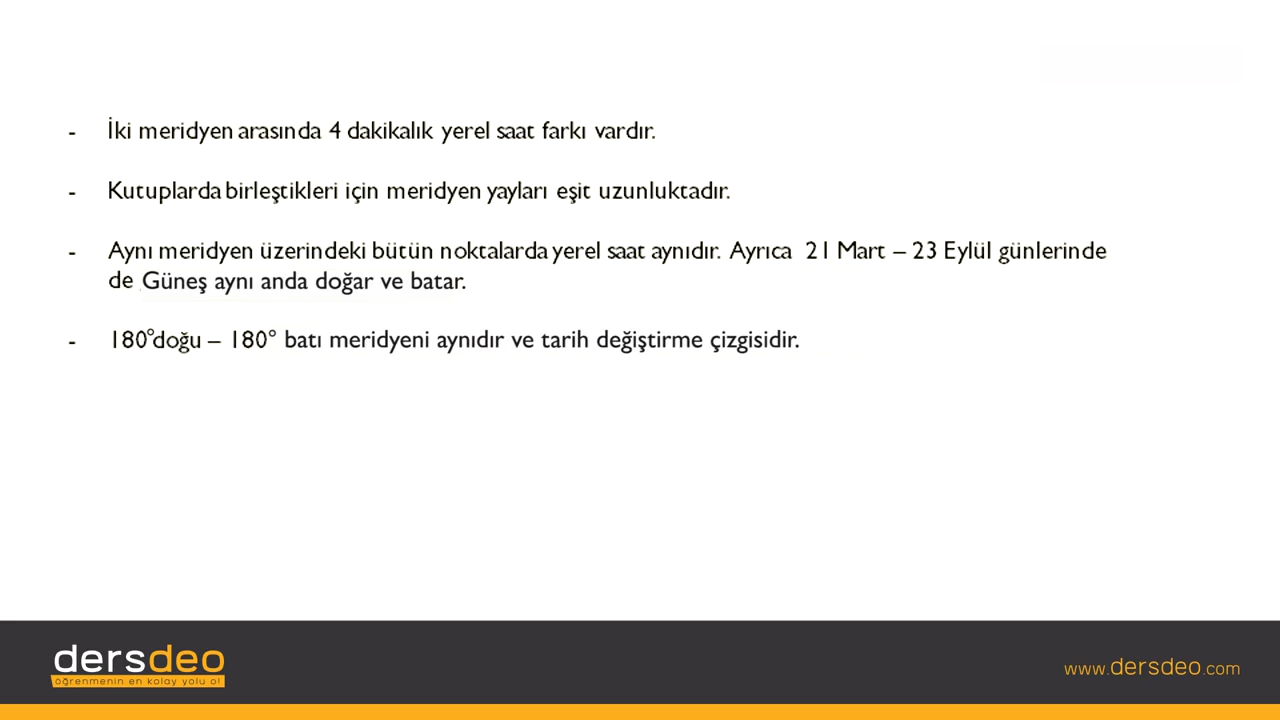 - İki meridyen arasında 4 dakikalık yerel saat farkı vardır.
- Kutuplarda birleştikleri için meridyen yayları eşit uzunluktadır.
- Aynı meridyen üzerindeki bütün noktalarda yerel saat aynıdır. Ayrıca 21 Mart – 23 Eylül günlerinde
de Güneş aynı anda doğar ve batar.
- 180°doğu – 180° batı meridyeni aynıdır ve tarih değiştirme çizgisidir.
dersdeo
öğrenmenin en kolay yolu o!
www.dersdeo.com